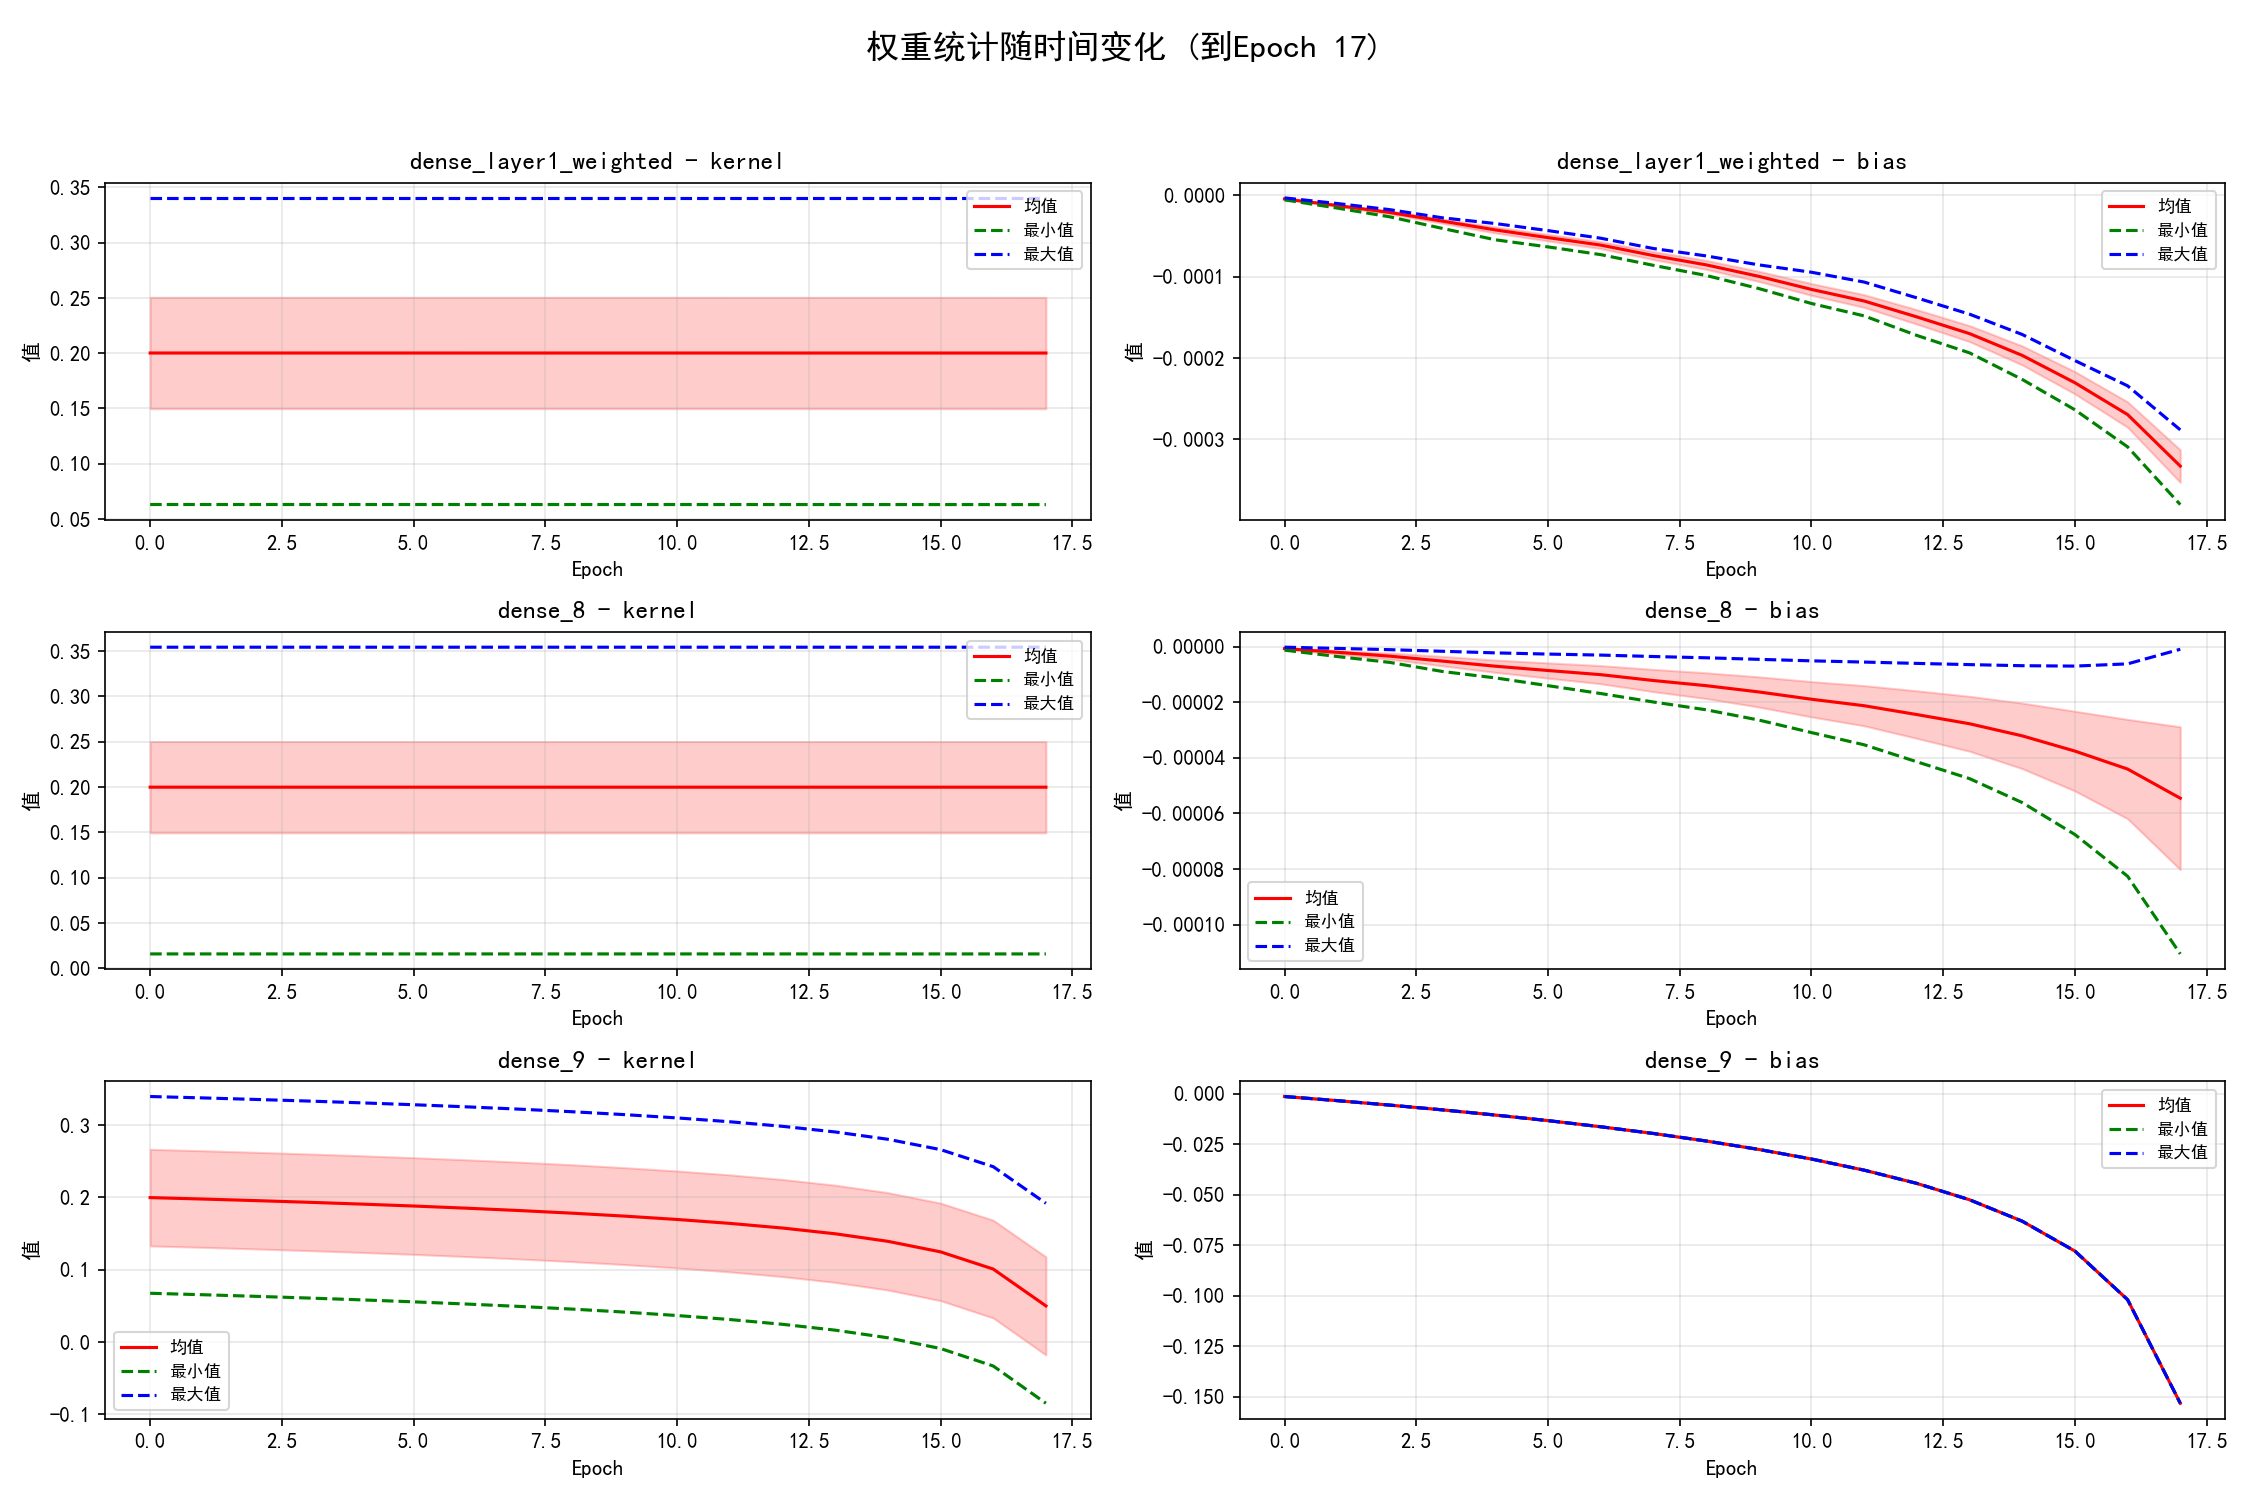 权重统计随时间变化 (到Epoch 17)
dense_layer1_weighted - kernel
0.35
0.30
0.25
0.20
0.15
0.10
0.05
值
均值
最小值
最大值
0.0 2.5 5.0 7.5 10.0 12.5 15.0 17.5
Epoch
dense_layer1_weighted - bias
0.0000
-0.0001
-0.0002
-0.0003
值
均值
最小值
最大值
0.0 2.5 5.0 7.5 10.0 12.5 15.0 17.5
Epoch
dense_8 - kernel
0.35
0.30
0.25
0.20
0.15
0.10
0.05
0.00
值
均值
最小值
最大值
0.0 2.5 5.0 7.5 10.0 12.5 15.0 17.5
Epoch
dense_8 - bias
0.00000
-0.00002
-0.00004
-0.00006
-0.00008
-0.00010
值
均值
最小值
最大值
0.0 2.5 5.0 7.5 10.0 12.5 15.0 17.5
Epoch
dense_9 - kernel
0.3
0.2
0.1
0.0
-0.1
值
均值
最小值
最大值
0.0 2.5 5.0 7.5 10.0 12.5 15.0 17.5
Epoch
dense_9 - bias
0.000
-0.025
-0.050
-0.075
-0.100
-0.125
-0.150
值
均值
最小值
最大值
0.0 2.5 5.0 7.5 10.0 12.5 15.0 17.5
Epoch